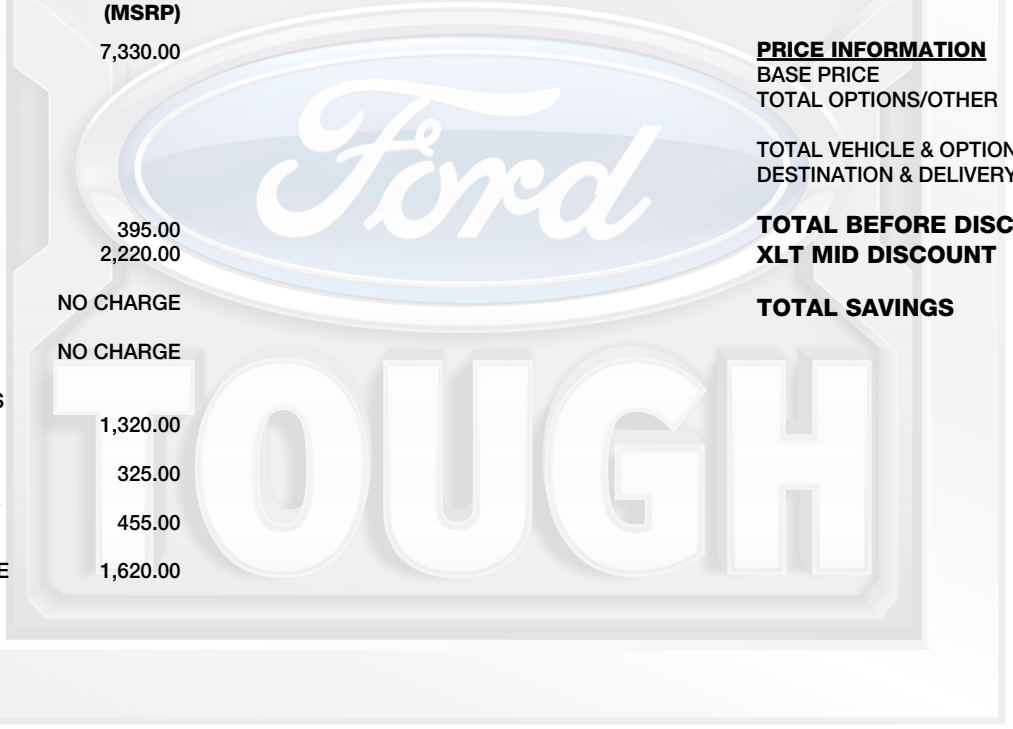 (MSRP)
7,330.00
395.00
2,220.00
NO CHARGE
NO CHARGE
S
1,320.00
325.00
455.00
E 1,620.00
PRICE INFORMATION
BASE PRICE
TOTAL OPTIONS/OTHER
TOTAL VEHICLE & OPTION
DESTINATION & DELIVERY
TOTAL BEFORE DISC
XLT MID DISCOUNT
TOTAL SAVINGS
Ford
TOUGH